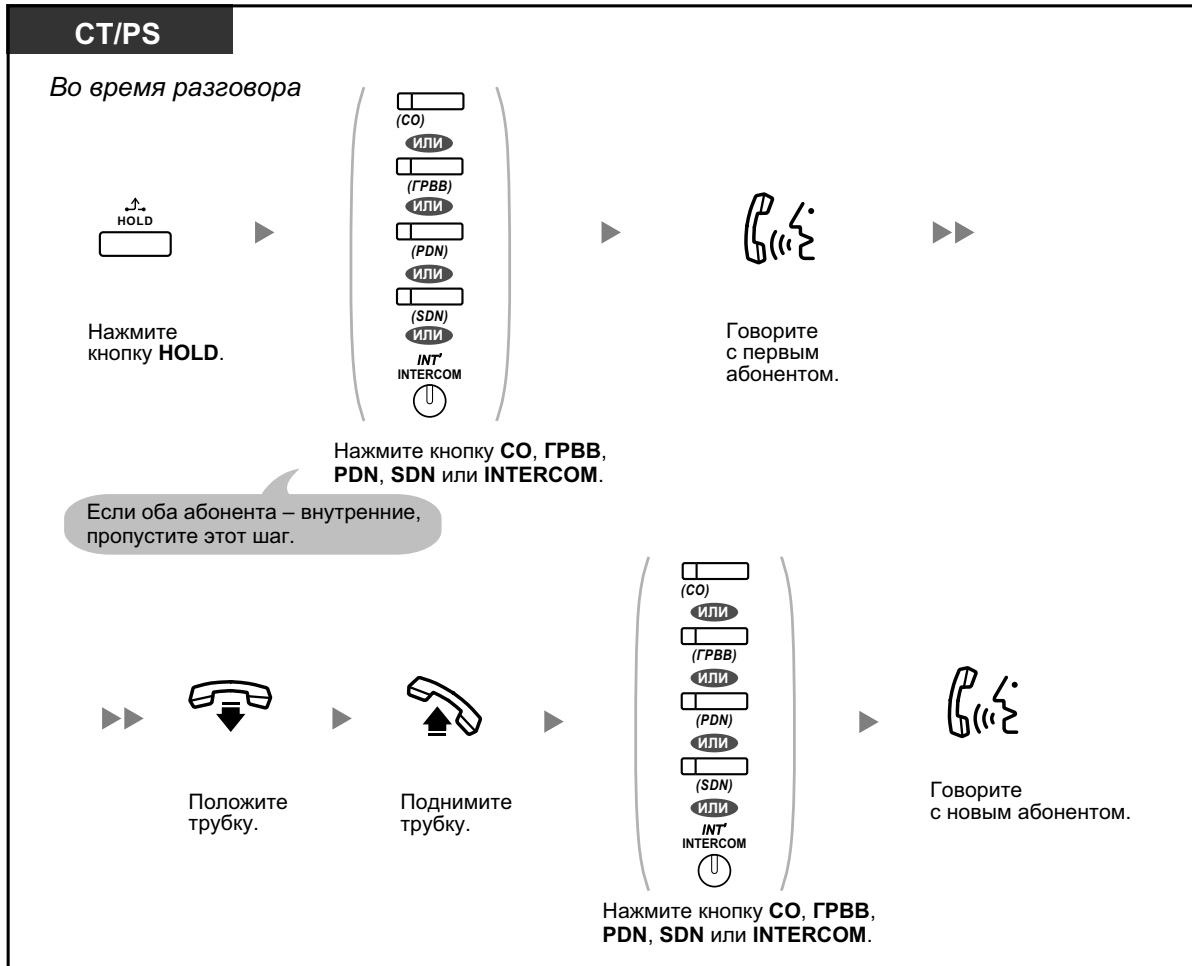 CT/PS
Во время разговора
HOLD
Нажмите
кнопку HOLD.
(CO)
ИЛИ
(ГРВВ)
ИЛИ
(PDN)
ИЛИ
(SDN)
ИЛИ
INT'
INTERCOM
Нажмите кнопку CO, ГРВВ,
PDN, SDN или INTERCOM.
Если оба абонента – внутренние,
пропустите этот шаг.
Говорите
с первым
абонентом.
Положите
трубку.
Поднимите
трубку.
(CO)
ИЛИ
(ГРВВ)
ИЛИ
(PDN)
ИЛИ
(SDN)
ИЛИ
INT'
INTERCOM
Нажмите кнопку CO, ГРВВ,
PDN, SDN или INTERCOM.
Говорите
с новым абонентом.